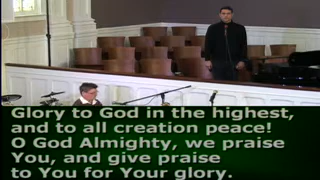 Glory to God in the highest,
and to all creation peace!
O God Almighty, we praise
You, and give praise
to You for Your glory.